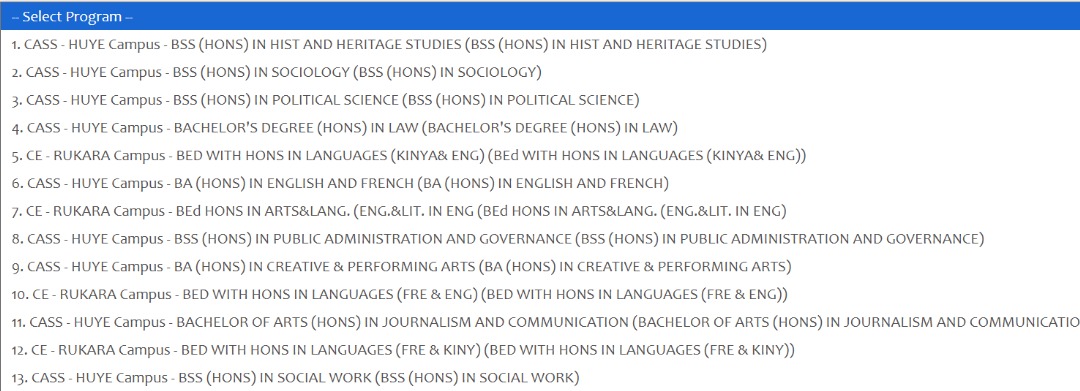 -- Select Program --
1. CASS - HUYE Campus - BSS (HONS) IN HIST AND HERITAGE STUDIES (BSS (HONS) IN HIST AND HERITAGE STUDIES)
2. CASS - HUYE Campus - BSS (HONS) IN SOCIOLOGY (BSS (HONS) IN SOCIOLOGY)
3. CASS - HUYE Campus - BSS (HONS) IN POLITICAL SCIENCE (BSS (HONS) IN POLITICAL SCIENCE)
4. CASS - HUYE Campus - BACHELOR'S DEGREE (HONS) IN LAW (BACHELOR'S DEGREE (HONS) IN LAW)
5. CE - RUKARA Campus - BED WITH HONS IN LANGUAGES (KINYA& ENG) (BEd WITH HONS IN LANGUAGES (KINYA& ENG))
6. CASS - HUYE Campus - BA (HONS) IN ENGLISH AND FRENCH (BA (HONS) IN ENGLISH AND FRENCH)
7. CE - RUKARA Campus - BEd HONS IN ARTS&LANG. (ENG.&LIT. IN ENG (BEd HONS IN ARTS&LANG. (ENG.&LIT. IN ENG)
8. CASS - HUYE Campus - BSS (HONS) IN PUBLIC ADMINISTRATION AND GOVERNANCE (BSS (HONS) IN PUBLIC ADMINISTRATION AND GOVERNANCE)
9. CASS - HUYE Campus - BA (HONS) IN CREATIVE & PERFORMING ARTS (BA (HONS) IN CREATIVE & PERFORMING ARTS)
10. CE - RUKARA Campus - BED WITH HONS IN LANGUAGES (FRE & ENG) (BED WITH HONS IN LANGUAGES (FRE & ENG))
11. CASS - HUYE Campus - BACHELOR OF ARTS (HONS) IN JOURNALISM AND COMMUNICATION (BACHELOR OF ARTS (HONS) IN JOURNALISM AND COMMUNICATIO
12. CE - RUKARA Campus - BED WITH HONS IN LANGUAGES (FRE & KINY) (BED WITH HONS IN LANGUAGES (FRE & KINY))
13. CASS - HUYE Campus - BSS (HONS) IN SOCIAL WORK (BSS (HONS) IN SOCIAL WORK)